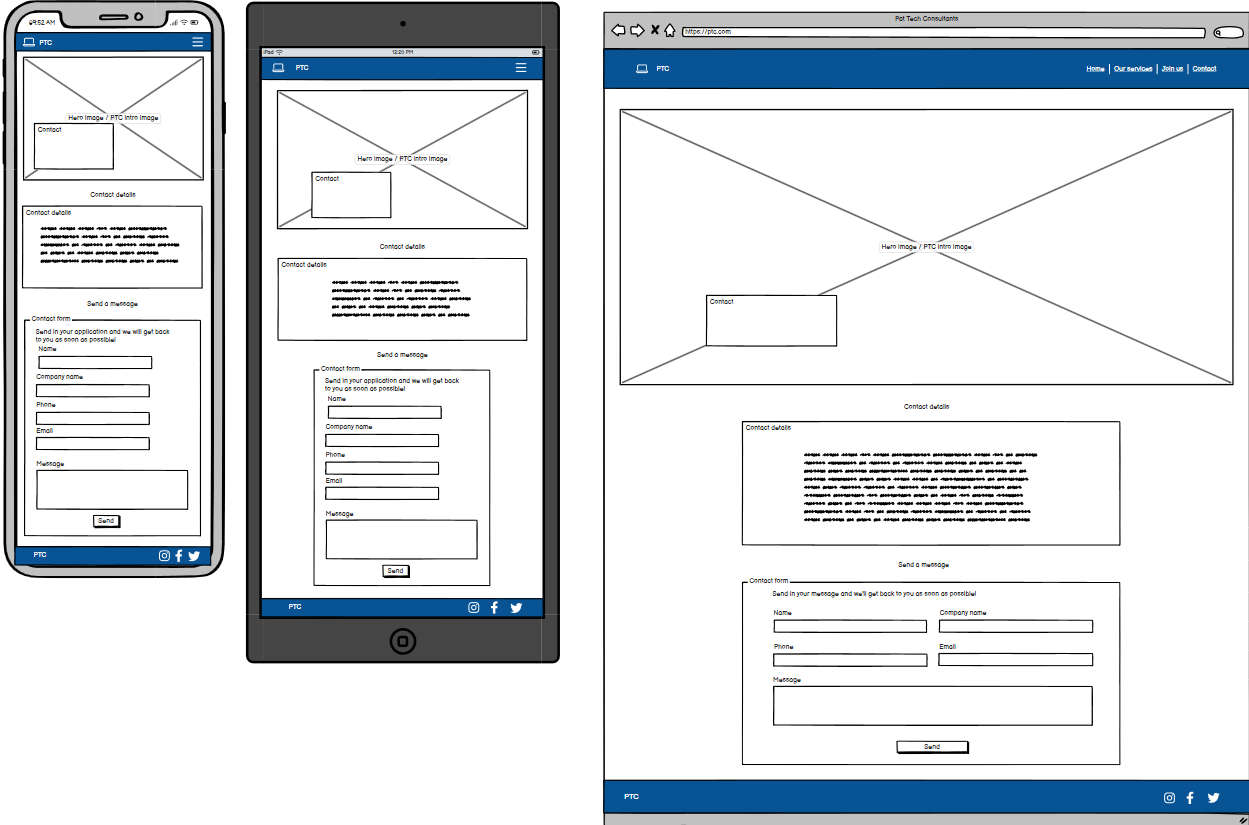 09:52 AM
PTC
Hero image / PTC intro image
Contact
Contact details
Contact details
Send a message
Contact form
Send in your application and we will get back
to you as soon as possible!
Name
Company name
Phone
Email
Message
Send
PTC
iPad
12:20 PM
PTC
Hero image / PTC intro image
Contact
Contact details
Contact details
Send a message
Contact form
Send in your application and we will get back
to you as soon as possible!
Name
Company name
Phone
Email
Message
Send
PTC
Pat Tech Consultants
https://ptc.com
PTC
Home | Our services | Join us | Contact
Hero image / PTC intro image
Contact
Contact details
Contact details
Send a message
Contact form
Send in your message and we'll get back to you as soon as possible!
Name Company name
Phone Email
Message
Send
PTC